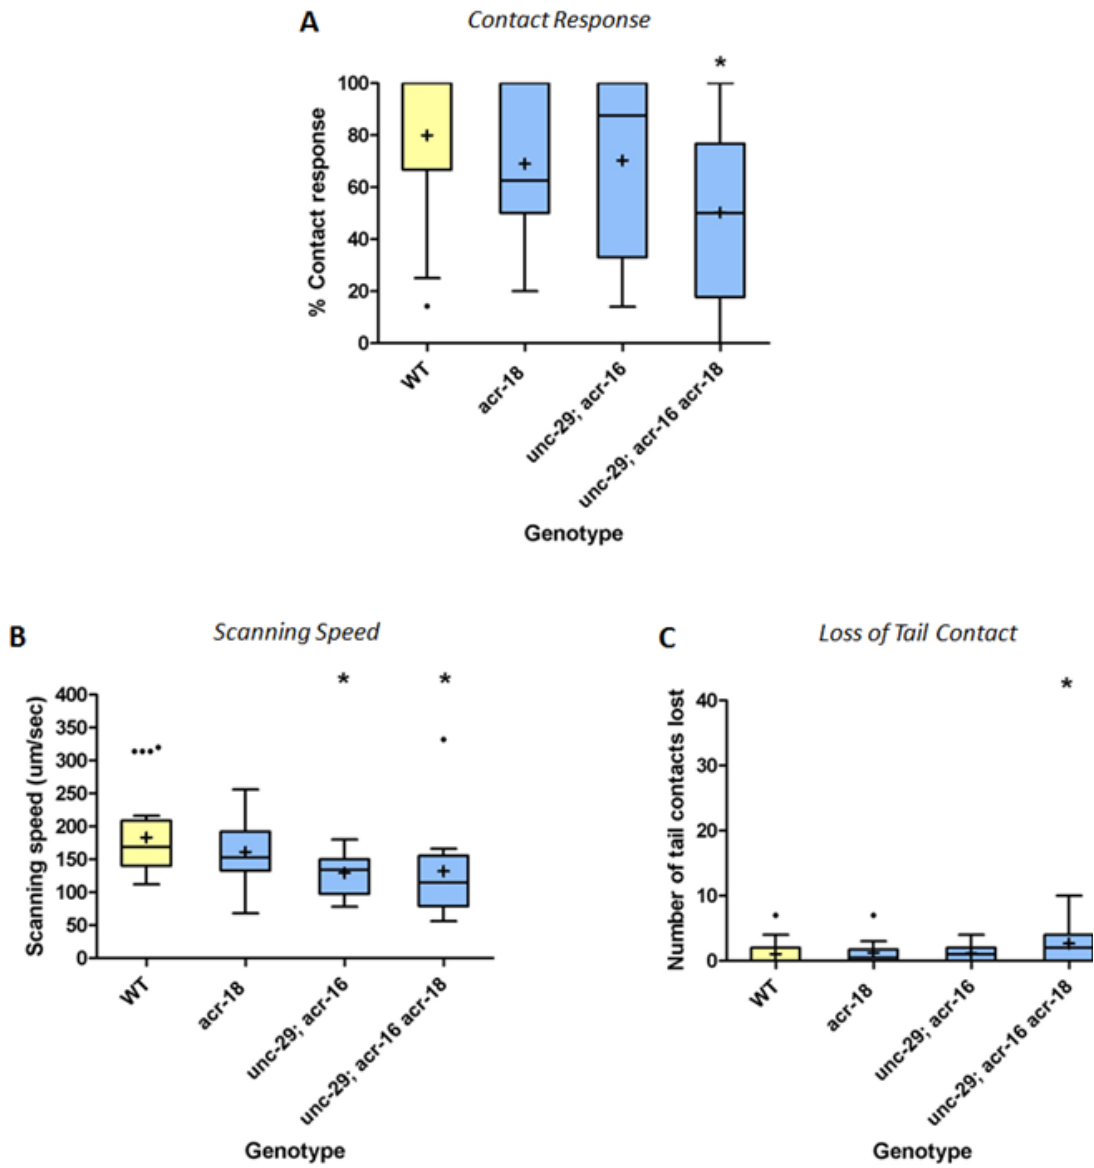 A
Contact Response
*
% Contact response
100
80
60
40
20
0
WT
acr-18
unc-29; acr-16
unc-29; acr-16 acr-18
Genotype
B
Scanning Speed
* *
Scanning speed (um/sec)
400
350
300
250
200
150
100
50
0
WT
acr-18
unc-29; acr-16
unc-29; acr-16 acr-18
Genotype
C
Loss of Tail Contact
*
Number of tail contacts lost
40
30
20
10
0
WT
acr-18
unc-29; acr-16
unc-29; acr-16 acr-18
Genotype